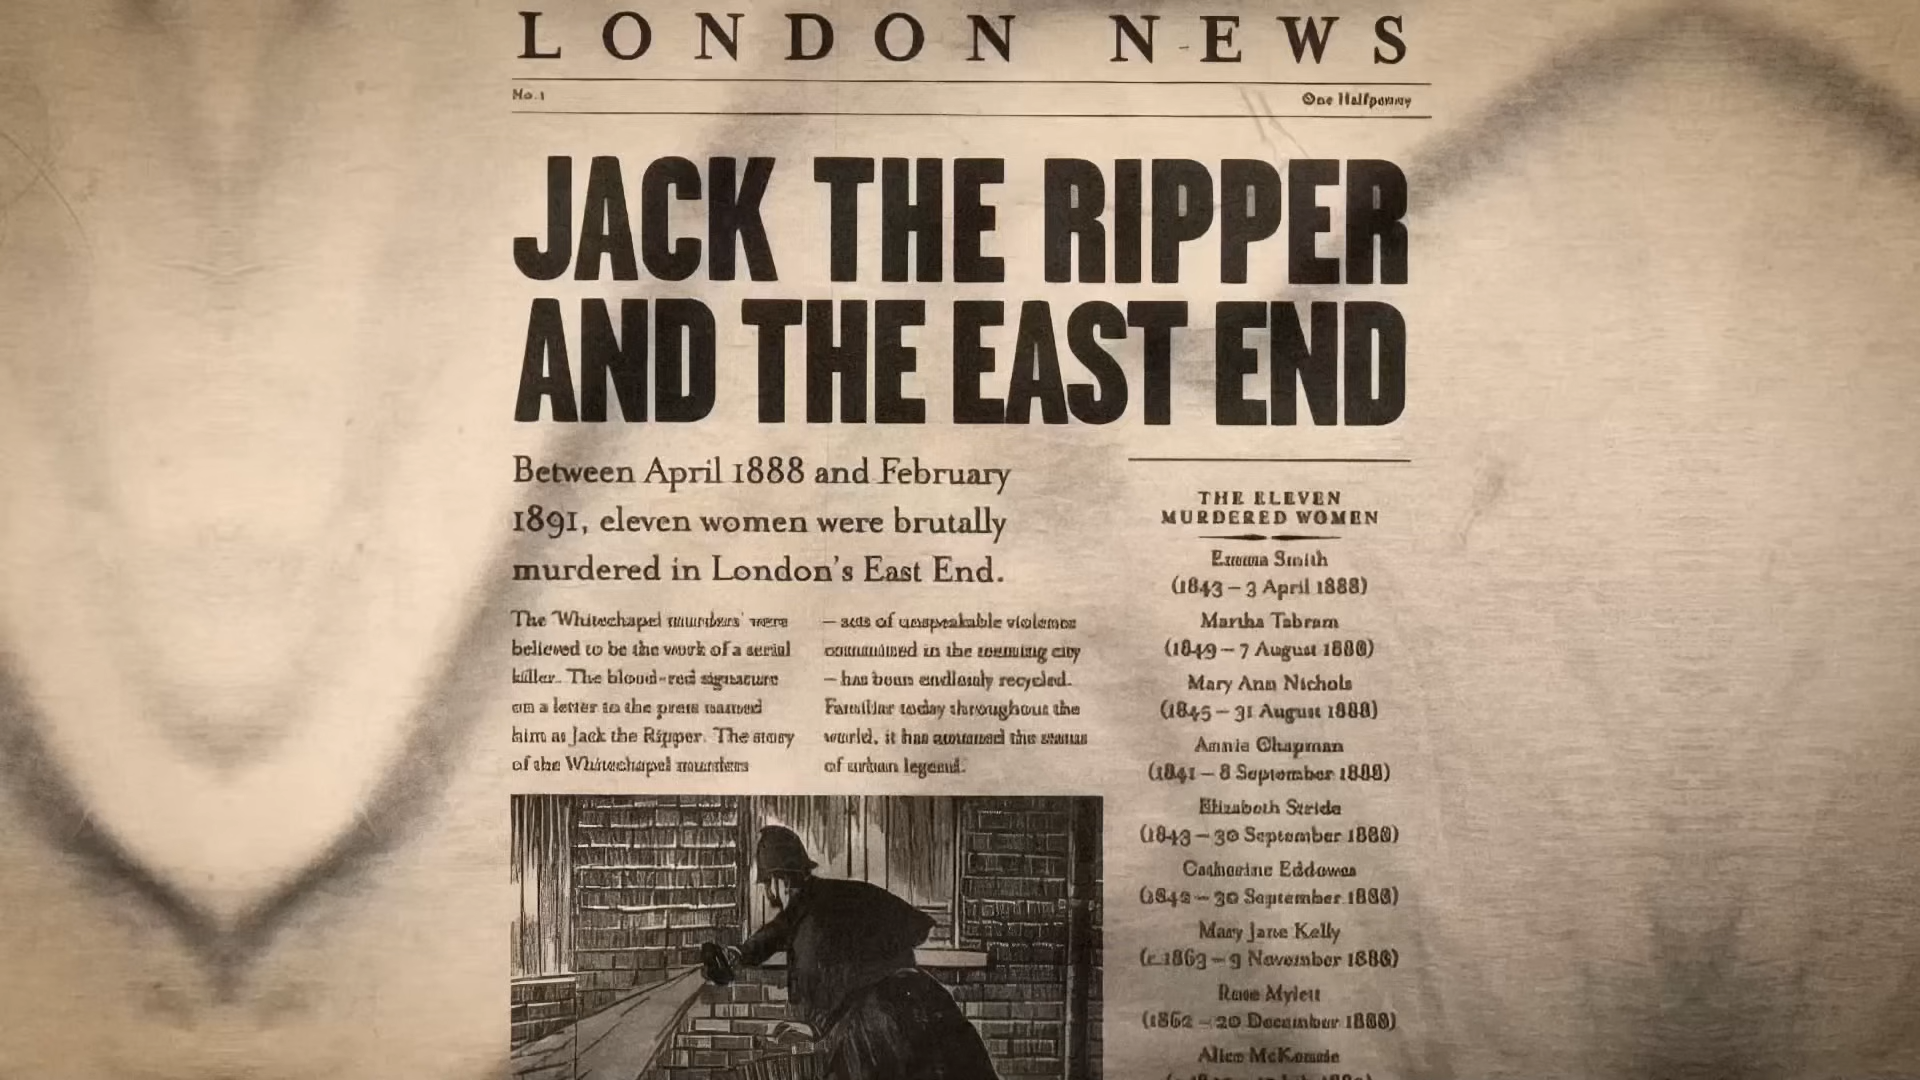 LONDON NEWS
No.1
One Halfpenny
JACK THE RIPPER
AND THE EAST END
Between April 1888 and February
1891, eleven women were brutally
murdered in London's East End.
The 'Whitechapel murders' were
believed to be the work of a serial
killer. The blood-red signature
on a letter to the press named
him as Jack the Ripper. The story
of the Whitechapel murders
– acts of unspeakable violence
committed in the teeming city
– has been endlessly recycled.
Familiar today throughout the
world, it has assumed the status
of urban legend.
THE ELEVEN
MURDERED WOMEN
Emma Smith
(1843 – 3 April 1888)
Martha Tabram
(1849 – 7 August 1888)
Mary Ann Nichols
(1845 – 31 August 1888)
Annie Chapman
(1841 – 8 September 1888)
Elizabeth Stride
(1843 – 30 September 1888)
Catherine Eddowes
(1842 – 30 September 1888)
Mary Jane Kelly
(c.1863 – 9 November 1888)
Rose Mylett
(1862 – 20 December 1888)
Alice McKenzie